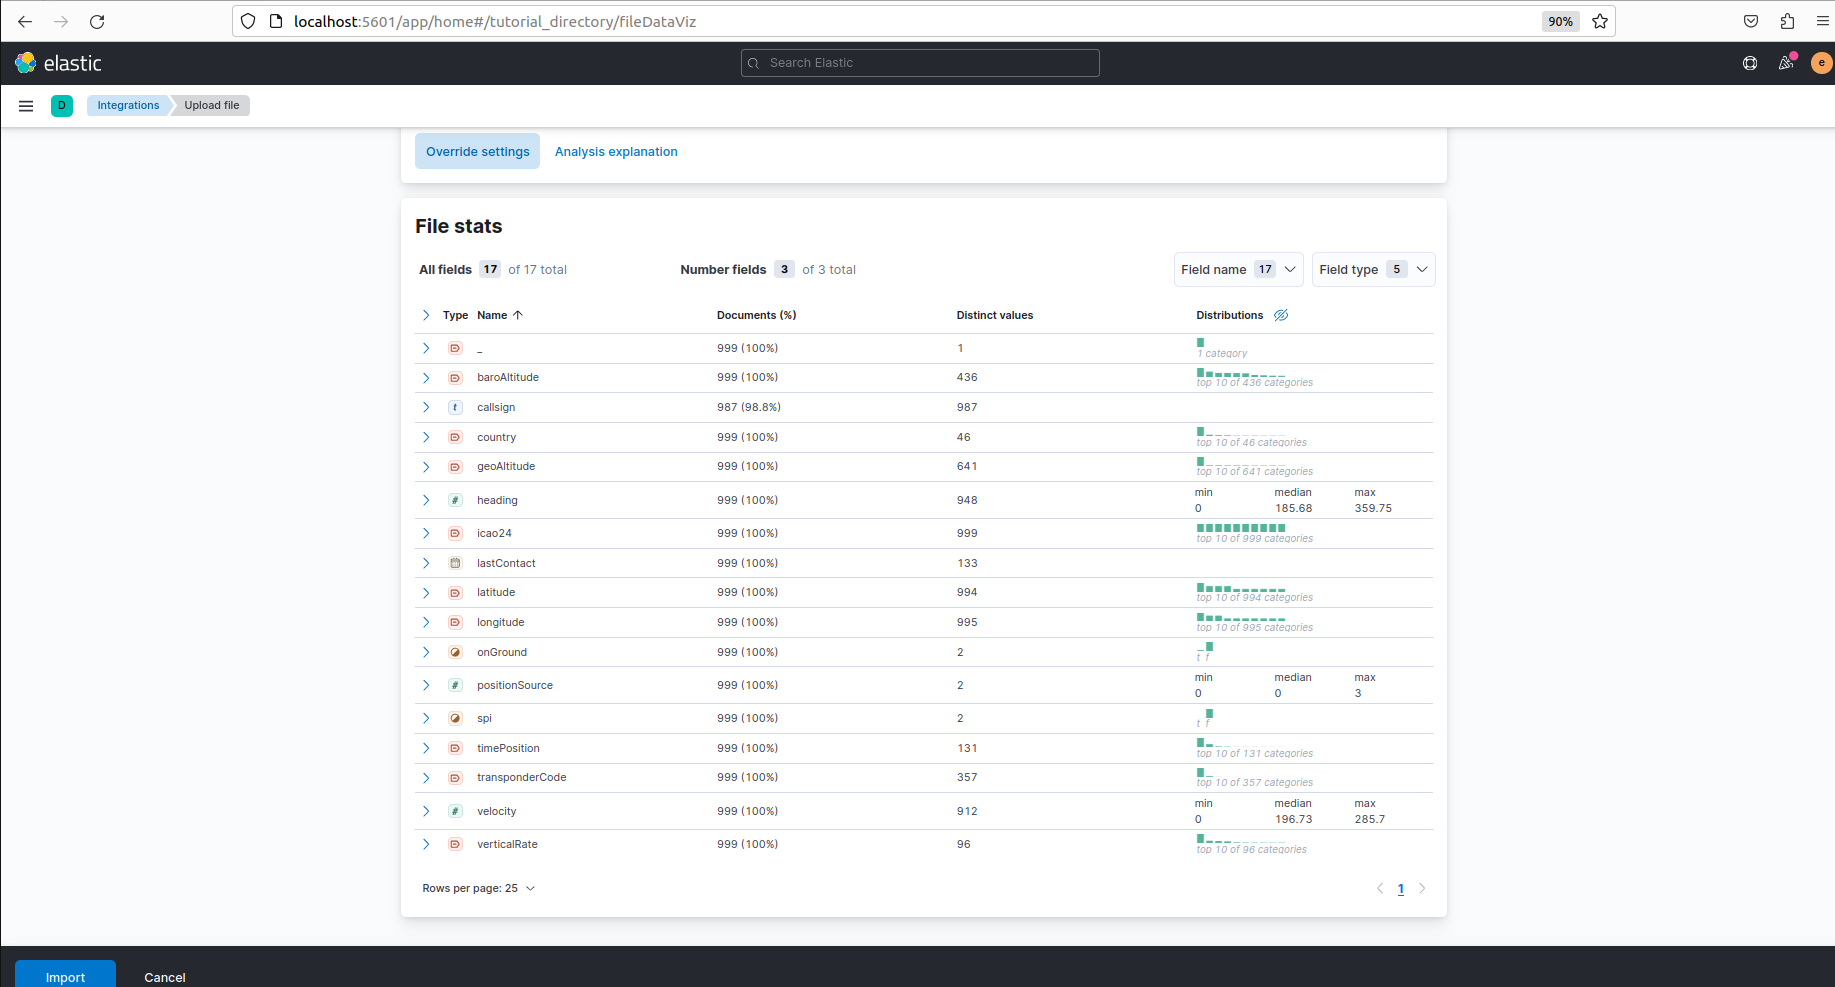 localhost:5601/app/home#/tutorial_directory/fileDataViz 90%
elastic Search Elastic e
D Integrations Upload file
Override settings Analysis explanation
File stats
All fields 17 of 17 total Number fields 3 of 3 total Field name 17 Field type 5
Type Name Documents (%) Distinct values Distributions
_ 999 (100%) 1
1 category
baroAltitude 999 (100%) 436
top 10 of 436 categories
t callsign 987 (98.8%) 987
country 999 (100%) 46
top 10 of 46 categories
geoAltitude 999 (100%) 641
top 10 of 641 categories
min median max
# heading 999 (100%) 948
0 185.68 359.75
icao24 999 (100%) 999
top 10 of 999 categories
lastContact 999 (100%) 133
latitude 999 (100%) 994
top 10 of 994 categories
longitude 999 (100%) 995
top 10 of 995 categories
onGround 999 (100%) 2
t f
min median max
# positionSource 999 (100%) 2
0 0 3
spi 999 (100%) 2
t f
timePosition 999 (100%) 131
top 10 of 131 categories
transponderCode 999 (100%) 357
top 10 of 357 categories
min median max
# velocity 999 (100%) 912
0 196.73 285.7
verticalRate 999 (100%) 96
top 10 of 96 categories
Rows per page: 25 1
Import Cancel